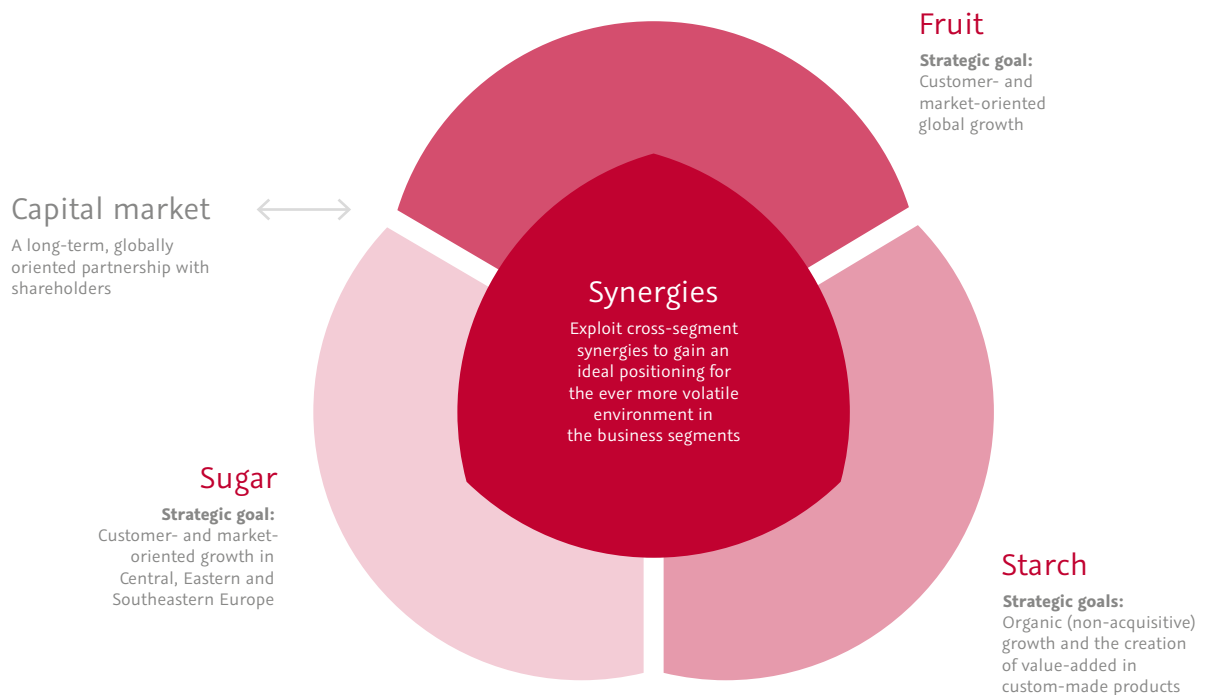 Fruit
Strategic goal:
Customer- and
market-oriented
global growth
Capital market
A long-term, globally
oriented partnership with
shareholders
Synergies
Exploit cross-segment
synergies to gain an
ideal positioning for
the ever more volatile
environment in
the business segments
Sugar
Strategic goal:
Customer- and market-
oriented growth in
Central, Eastern and
Southeastern Europe
Starch
Strategic goals:
Organic (non-acquisitive)
growth and the creation
of value-added in
custom-made products